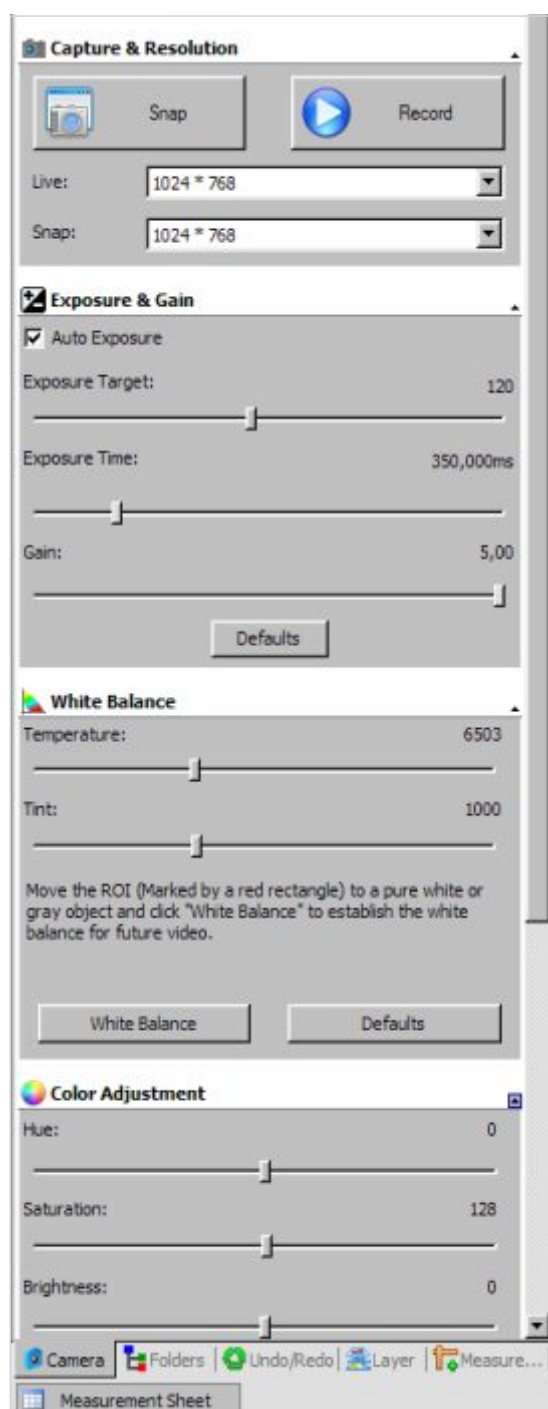 Capture & Resolution
Snap
Record
Live:
1024 * 768
Snap:
1024 * 768
Exposure & Gain
Auto Exposure
Exposure Target:
120
Exposure Time:
350,000ms
Gain:
5,00
Defaults
White Balance
Temperature:
6503
Tint:
1000
Move the ROI (Marked by a red rectangle) to a pure white or
gray object and click "White Balance" to establish the white
balance for future video.
White Balance
Defaults
Color Adjustment
Hue:
0
Saturation:
128
Brightness:
0
Camera
Folders
Undo/Redo
Layer
Measure...
Measurement Sheet